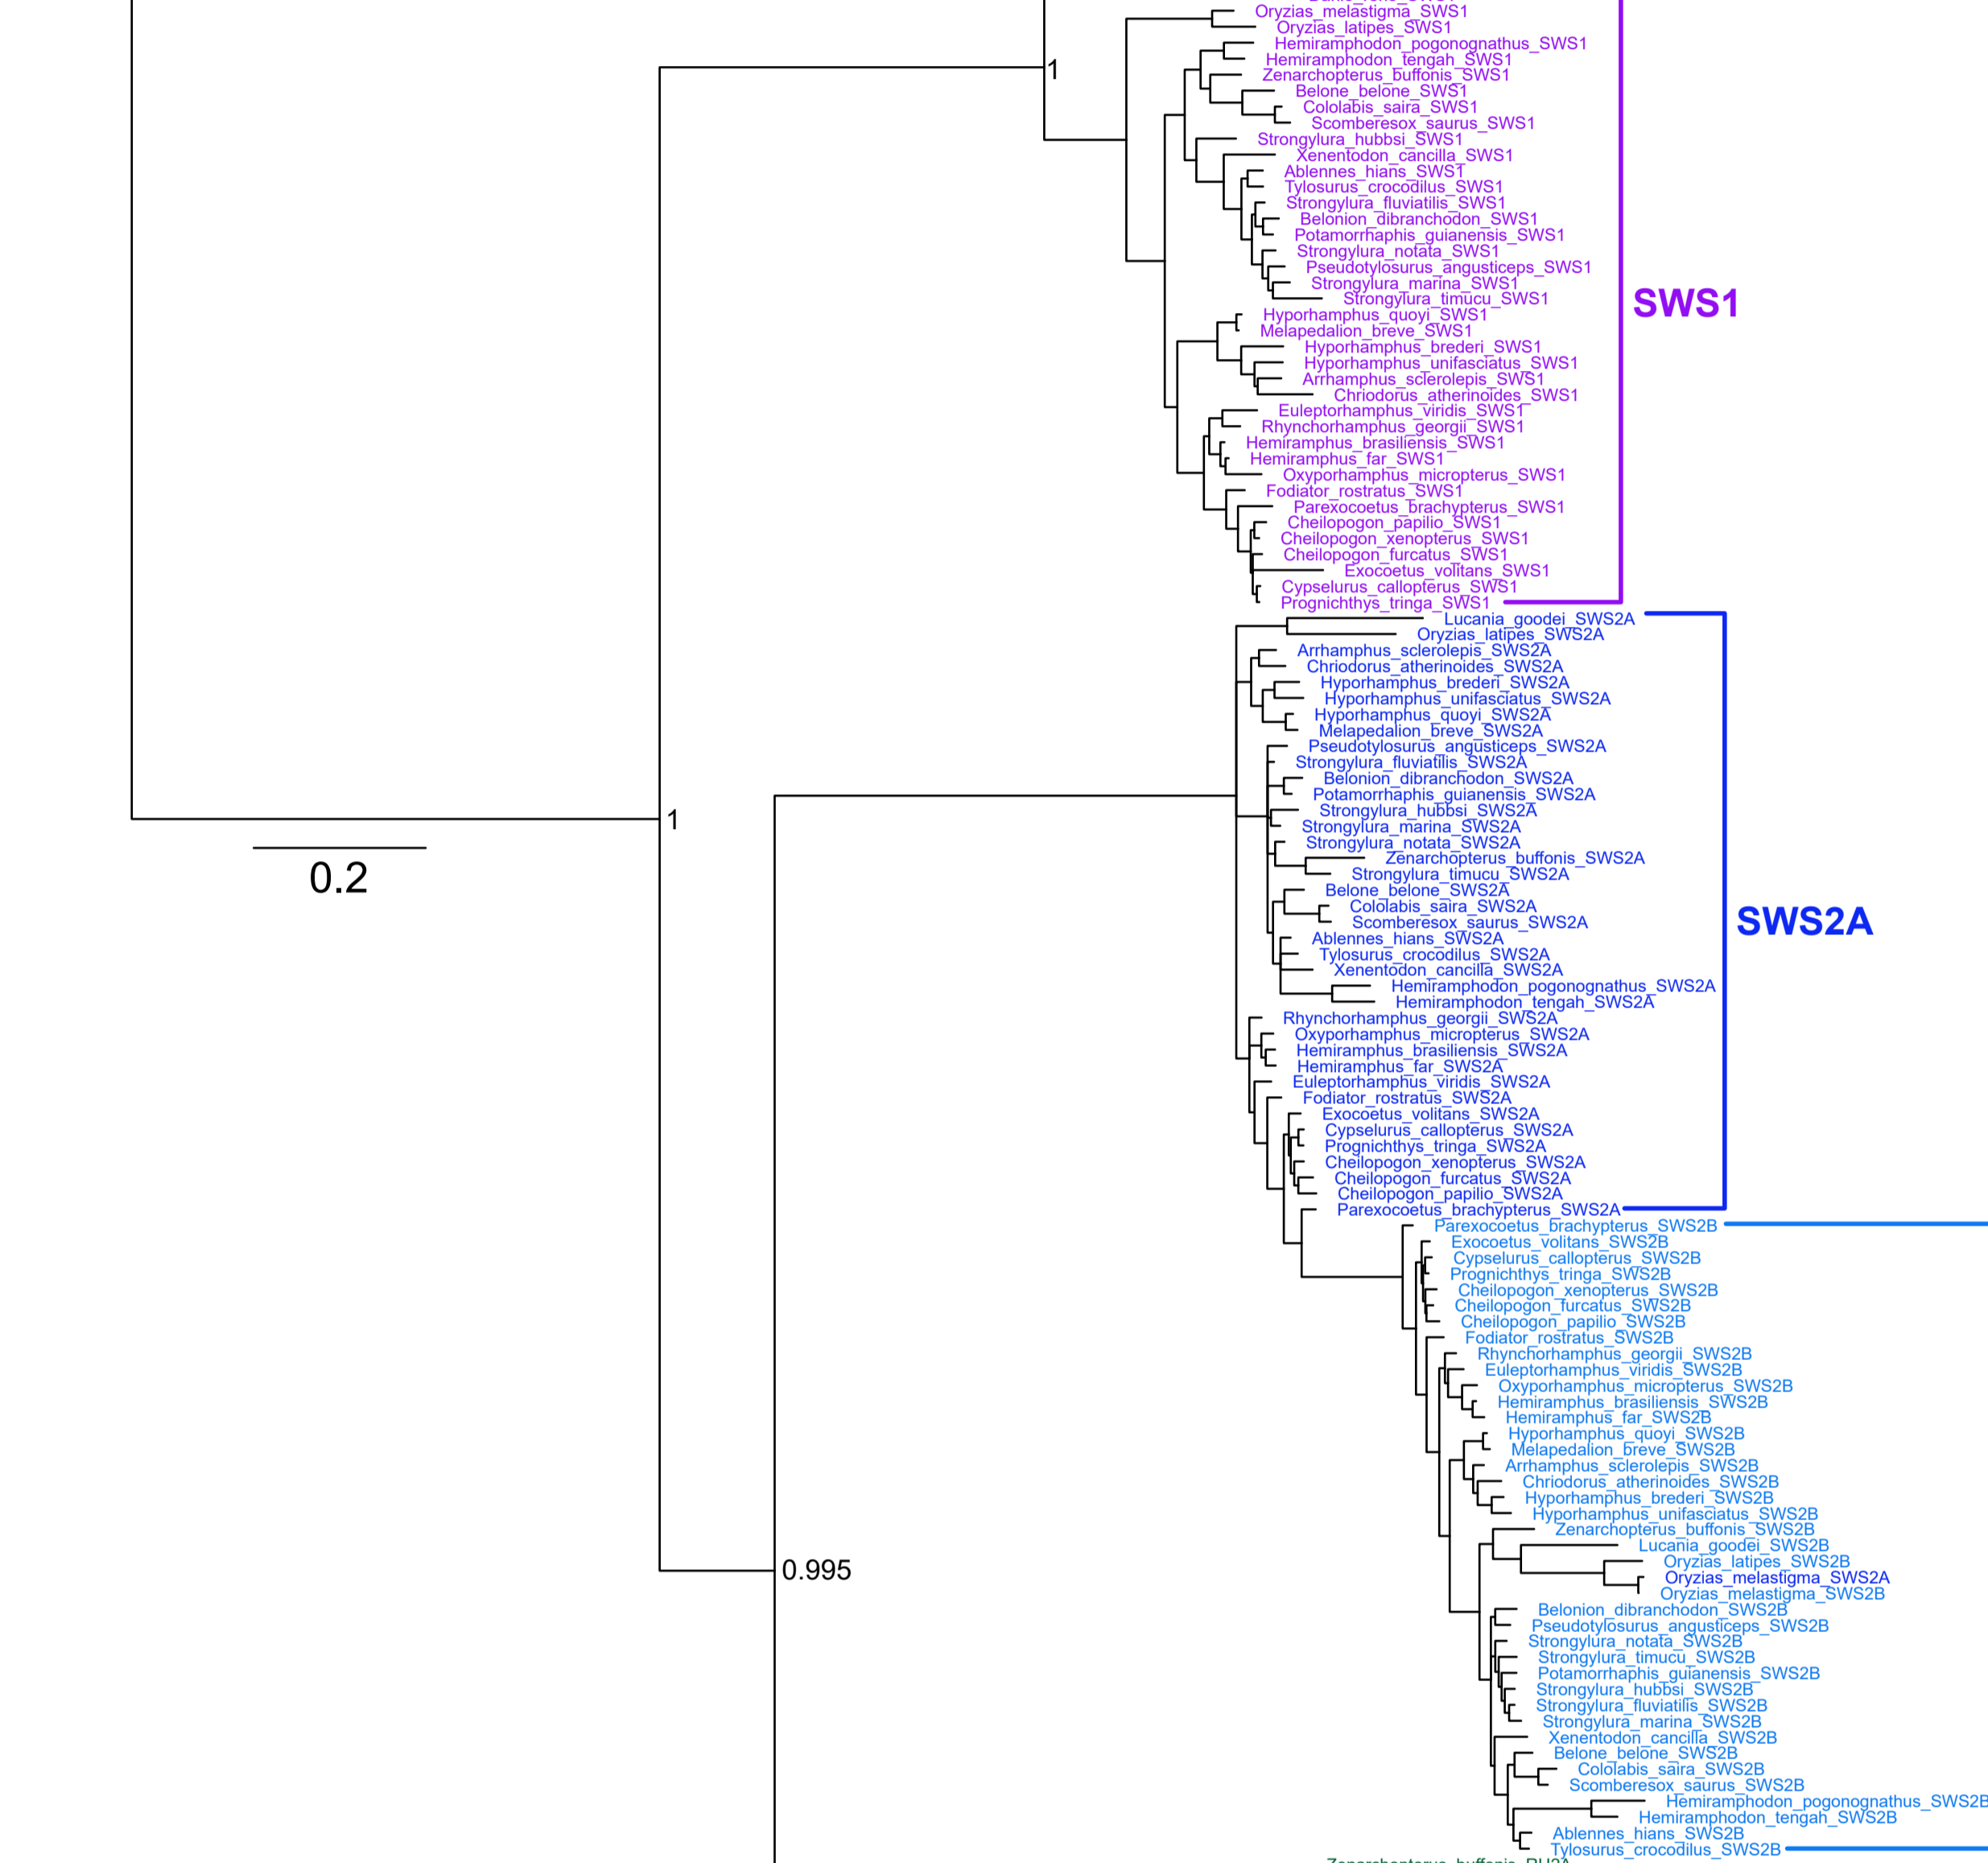 Oryzias_melastigma_SWS1
Oryzias_latipes_SWS1
Hemiramphodon_pogonognathus_SWS1
Hemiramphodon_tengah_SWS1
1
Zenarchopterus_buffonis_SWS1
Belone_belone_SWS1
Cololabis_saira_SWS1
Scomberesox_saurus_SWS1
Strongylura_hubbsi_SWS1
Xenentodon_cancilla_SWS1
Ablennes_hians_SWS1
Tylosurus_crocodilus_SWS1
Strongylura_fluviatilis_SWS1
Belonion_dibranchodon_SWS1
Potamorrhaphis_guianensis_SWS1
Strongylura_notata_SWS1
Pseudotylosurus_angusticeps_SWS1
Strongylura_marina_SWS1
Strongylura_timucu_SWS1
SWS1
Hyporhamphus_quoyi_SWS1
Melapedalion_breve_SWS1
Hyporhamphus_brederi_SWS1
Hyporhamphus_unifasciatus_SWS1
Arrhamphus_sclerolepis_SWS1
Chriodorus_atherinoides_SWS1
Euleptorhamphus_viridis_SWS1
Rhynchorhamphus_georgii_SWS1
Hemiramphus_brasiliensis_SWS1
Hemiramphus_far_SWS1
Oxyporhamphus_micropterus_SWS1
Fodiator_rostratus_SWS1
Parexocoetus_brachypterus_SWS1
Cheilopogon_papilio_SWS1
Cheilopogon_xenopterus_SWS1
Cheilopogon_furcatus_SWS1
Exocoetus_volitans_SWS1
Cypselurus_callopterus_SWS1
Prognichthys_tringa_SWS1
Lucania_goodei_SWS2A
Oryzias_latipes_SWS2A
Arrhamphus_sclerolepis_SWS2A
Chriodorus_atherinoides_SWS2A
Hyporhamphus_brederi_SWS2A
Hyporhamphus_unifasciatus_SWS2A
Hyporhamphus_quoyi_SWS2A
Melapedalion_breve_SWS2A
Pseudotylosurus_angusticeps_SWS2A
Strongylura_fluviatilis_SWS2A
Belonion_dibranchodon_SWS2A
Potamorrhaphis_guianensis_SWS2A
Strongylura_hubbsi_SWS2A
1
Strongylura_marina_SWS2A
Strongylura_notata_SWS2A
Zenarchopterus_buffonis_SWS2A
Strongylura_timucu_SWS2A
0.2
Belone_belone_SWS2A
Cololabis_saira_SWS2A
Scomberesox_saurus_SWS2A
SWS2A
Ablennes_hians_SWS2A
Tylosurus_crocodilus_SWS2A
Xenentodon_cancilla_SWS2A
Hemiramphodon_pogonognathus_SWS2A
Hemiramphodon_tengah_SWS2A
Rhynchorhamphus_georgii_SWS2A
Oxyporhamphus_micropterus_SWS2A
Hemiramphus_brasiliensis_SWS2A
Hemiramphus_far_SWS2A
Euleptorhamphus_viridis_SWS2A
Fodiator_rostratus_SWS2A
Exocoetus_volitans_SWS2A
Cypselurus_callopterus_SWS2A
Prognichthys_tringa_SWS2A
Cheilopogon_xenopterus_SWS2A
Cheilopogon_furcatus_SWS2A
Cheilopogon_papilio_SWS2A
Parexocoetus_brachypterus_SWS2A
Parexocoetus_brachypterus_SWS2B
Exocoetus_volitans_SWS2B
Cypselurus_callopterus_SWS2B
Prognichthys_tringa_SWS2B
Cheilopogon_xenopterus_SWS2B
Cheilopogon_furcatus_SWS2B
Cheilopogon_papilio_SWS2B
Fodiator_rostratus_SWS2B
Rhynchorhamphus_georgii_SWS2B
Euleptorhamphus_viridis_SWS2B
Oxyporhamphus_micropterus_SWS2B
Hemiramphus_brasiliensis_SWS2B
Hemiramphus_far_SWS2B
Hyporhamphus_quoyi_SWS2B
Melapedalion_breve_SWS2B
Arrhamphus_sclerolepis_SWS2B
Chriodorus_atherinoides_SWS2B
Hyporhamphus_brederi_SWS2B
Hyporhamphus_unifasciatus_SWS2B
Zenarchopterus_buffonis_SWS2B
Lucania_goodei_SWS2B
Oryzias_latipes_SWS2B
0.995
Oryzias_melastigma_SWS2A
Oryzias_melastigma_SWS2B
Belonion_dibranchodon_SWS2B
Pseudotylosurus_angusticeps_SWS2B
Strongylura_notata_SWS2B
Strongylura_timucu_SWS2B
Potamorrhaphis_guianensis_SWS2B
Strongylura_hubbsi_SWS2B
Strongylura_fluviatilis_SWS2B
Strongylura_marina_SWS2B
Xenentodon_cancilla_SWS2B
Belone_belone_SWS2B
Cololabis_saira_SWS2B
Scomberesox_saurus_SWS2B
Hemiramphodon_pogonognathus_SWS2B
Hemiramphodon_tengah_SWS2B
Ablennes_hians_SWS2B
Tylosurus_crocodilus_SWS2B